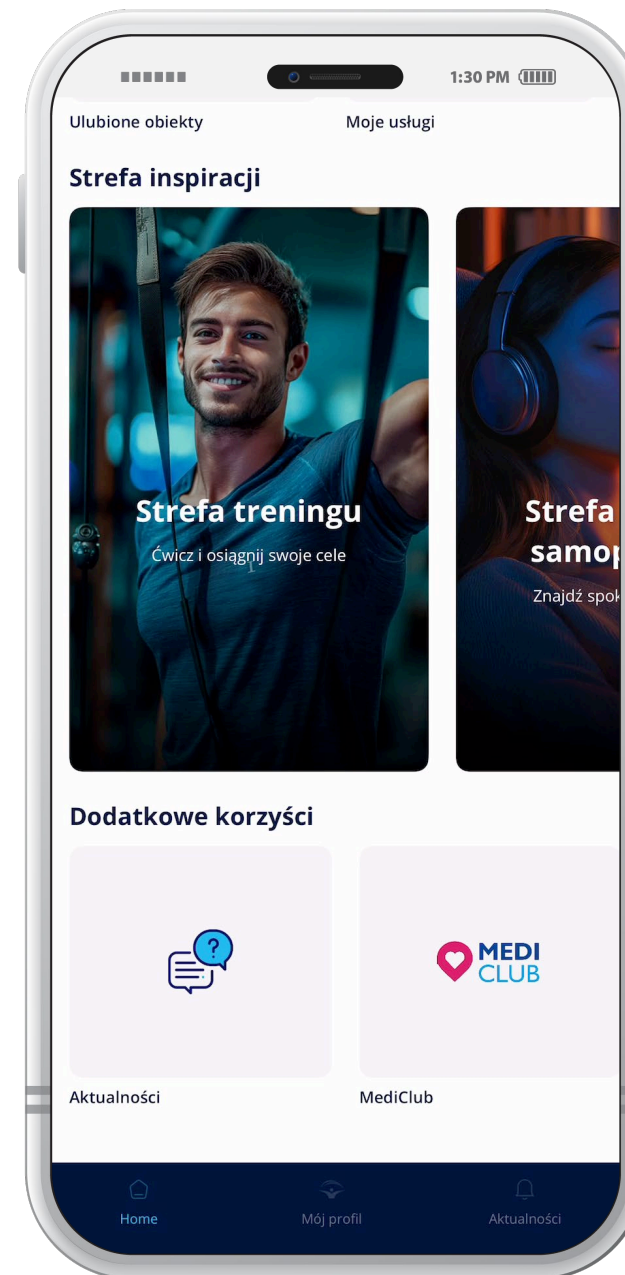 1:30 PM
Ulubione obiekty
Moje usługi
Strefa inspiracji
Strefa treningu
Ćwicz i osiągnij swoje cele
Strefa
Dodatkowe korzyści
?
MEDI
CLUB
Aktualności
MediClub
Home
Mój profil
Aktualności